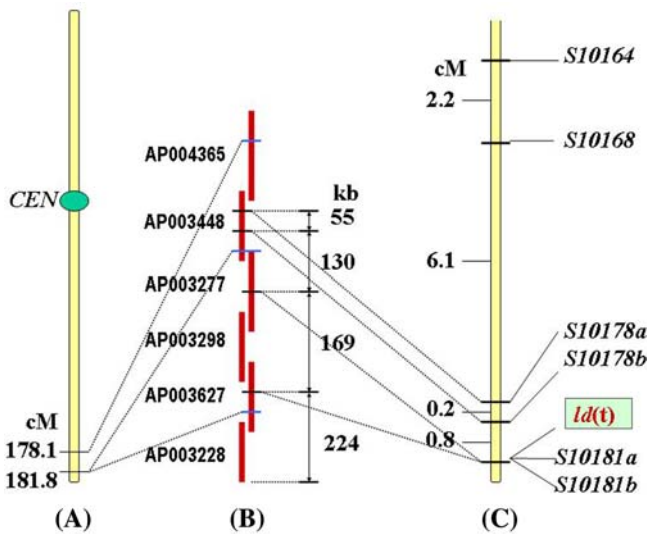 CEN
cM
178.1
181.8
(A)
AP004365
AP003448
AP003277
AP003298
AP003627
AP003228
kb
55
130
169
224
(B)
cM
2.2
6.1
0.2
0.8
S10164
S10168
S10178a
S10178b
ld(t)
S10181a
S10181b
(C)